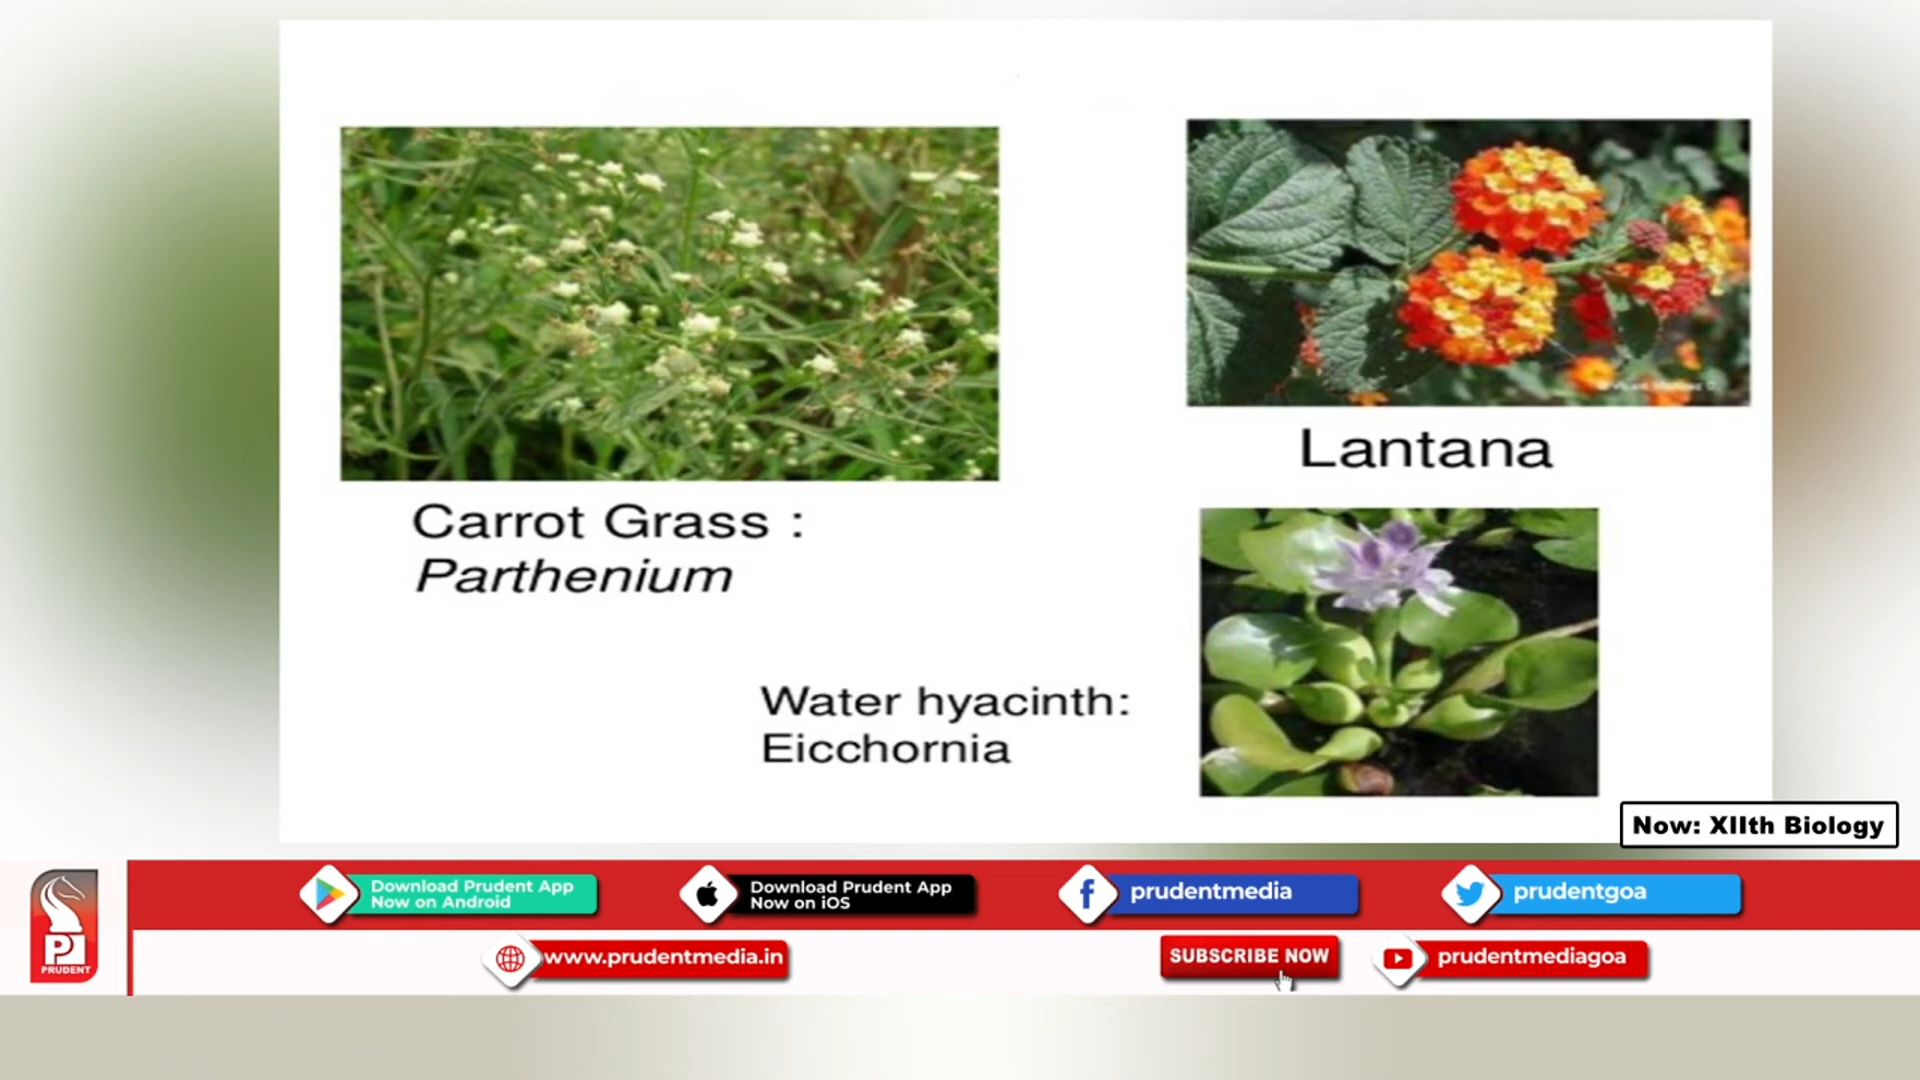 Lantana
Carrot Grass :
Parthenium
Water hyacinth:
Eicchornia
Now: XIIth Biology
Download Prudent App
Now on Android
Download Prudent App
Now on iOS
prudentmedia
prudentgoa
PRUDENT
www.prudentmedia.in
SUBSCRIBE NOW
prudentmediagoa